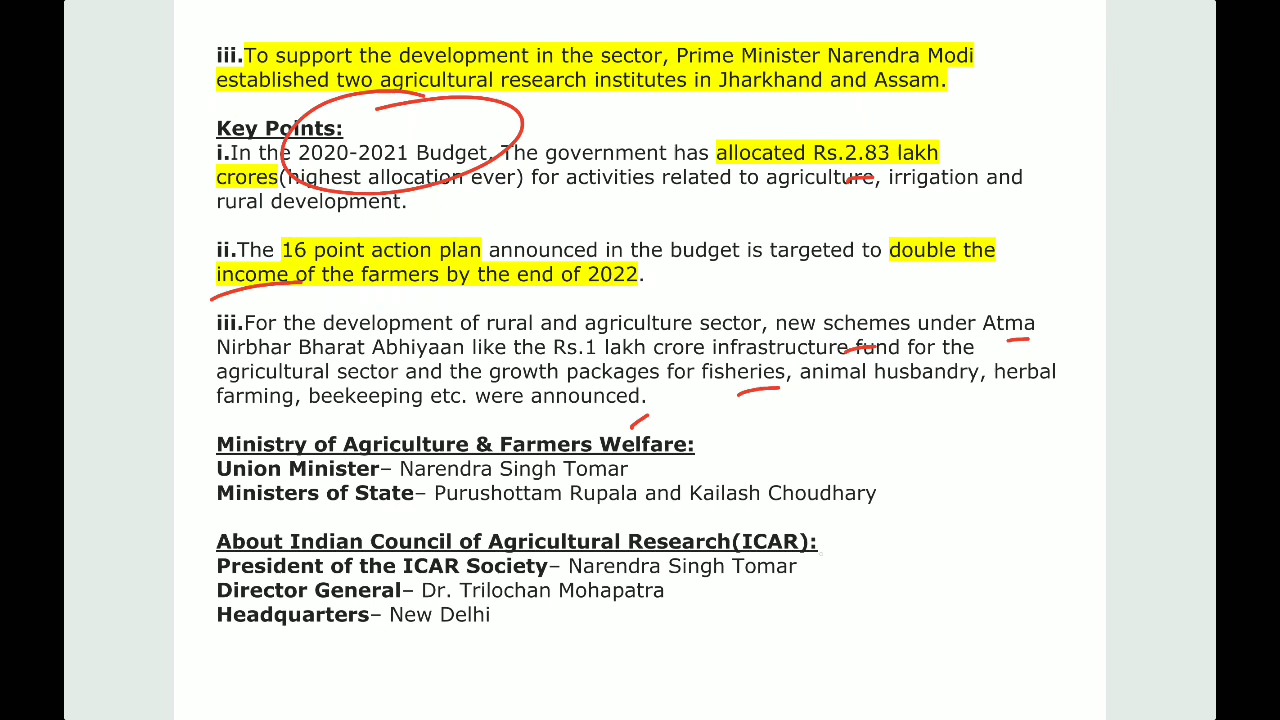 iii.To support the development in the sector, Prime Minister Narendra Modi
established two agricultural research institutes in Jharkhand and Assam.
Key Points:
i.In the 2020-2021 Budget, The government has allocated Rs.2.83 lakh
crores(highest allocation ever) for activities related to agriculture, irrigation and
rural development.
ii.The 16 point action plan announced in the budget is targeted to double the
income of the farmers by the end of 2022.
iii.For the development of rural and agriculture sector, new schemes under Atma
Nirbhar Bharat Abhiyaan like the Rs.1 lakh crore infrastructure fund for the
agricultural sector and the growth packages for fisheries, animal husbandry, herbal
farming, beekeeping etc. were announced.
Ministry of Agriculture & Farmers Welfare:
Union Minister– Narendra Singh Tomar
Ministers of State– Purushottam Rupala and Kailash Choudhary
About Indian Council of Agricultural Research(ICAR):
President of the ICAR Society– Narendra Singh Tomar
Director General– Dr. Trilochan Mohapatra
Headquarters– New Delhi